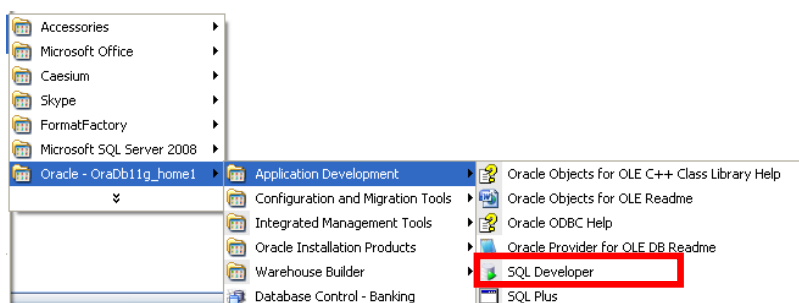 Accessories
Microsoft Office
Caesium
Skype
FormatFactory
Microsoft SQL Server 2008
Oracle - OraDb11g_home1
Application Development
Configuration and Migration Tools
Integrated Management Tools
Oracle Installation Products
Warehouse Builder
Database Control - Banking
Oracle Objects for OLE C++ Class Library Help
Oracle Objects for OLE Readme
Oracle ODBC Help
Oracle Provider for OLE DB Readme
SQL Developer
SQL Plus